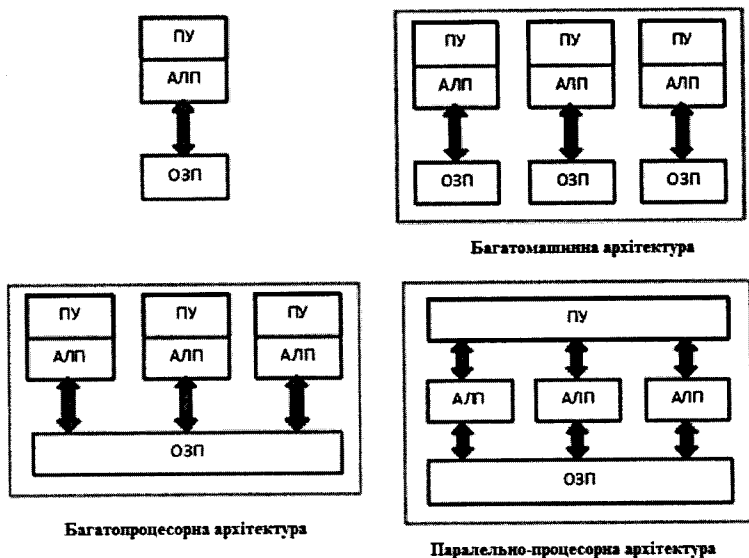 ПУ
АЛП
ОЗП
ПУ ПУ ПУ
АЛП АЛП АЛП
ОЗП ОЗП ОЗП
Багатомашинна архітектура
ПУ ПУ ПУ
АЛП АЛП АЛП
ОЗП
Багатопроцесорна архітектура
ПУ
АЛП АЛП АЛП
ОЗП
Паралельно-процесорна архітектура